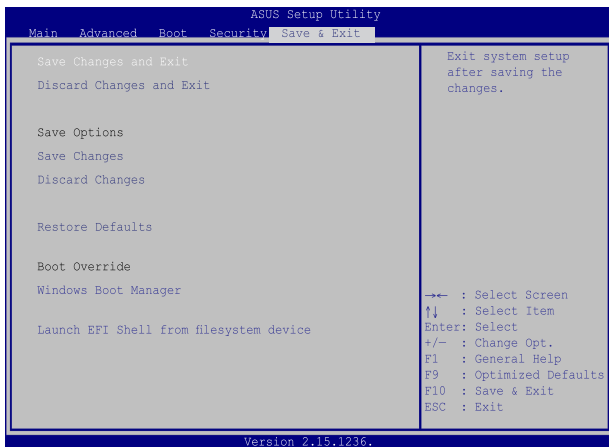 ASUS Setup Utility
Main Advanced Boot Security Save & Exit
Save Changes and Exit
Discard Changes and Exit
Save Options
Save Changes
Discard Changes
Restore Defaults
Boot Override
Windows Boot Manager
Launch EFI Shell from filesystem device
Exit system setup
after saving the
changes.
→← : Select Screen
↑↓ : Select Item
Enter: Select
+/— : Change Opt.
F1 : General Help
F9 : Optimized Defaults
F10 : Save & Exit
ESC : Exit
Version 2.15.1236.